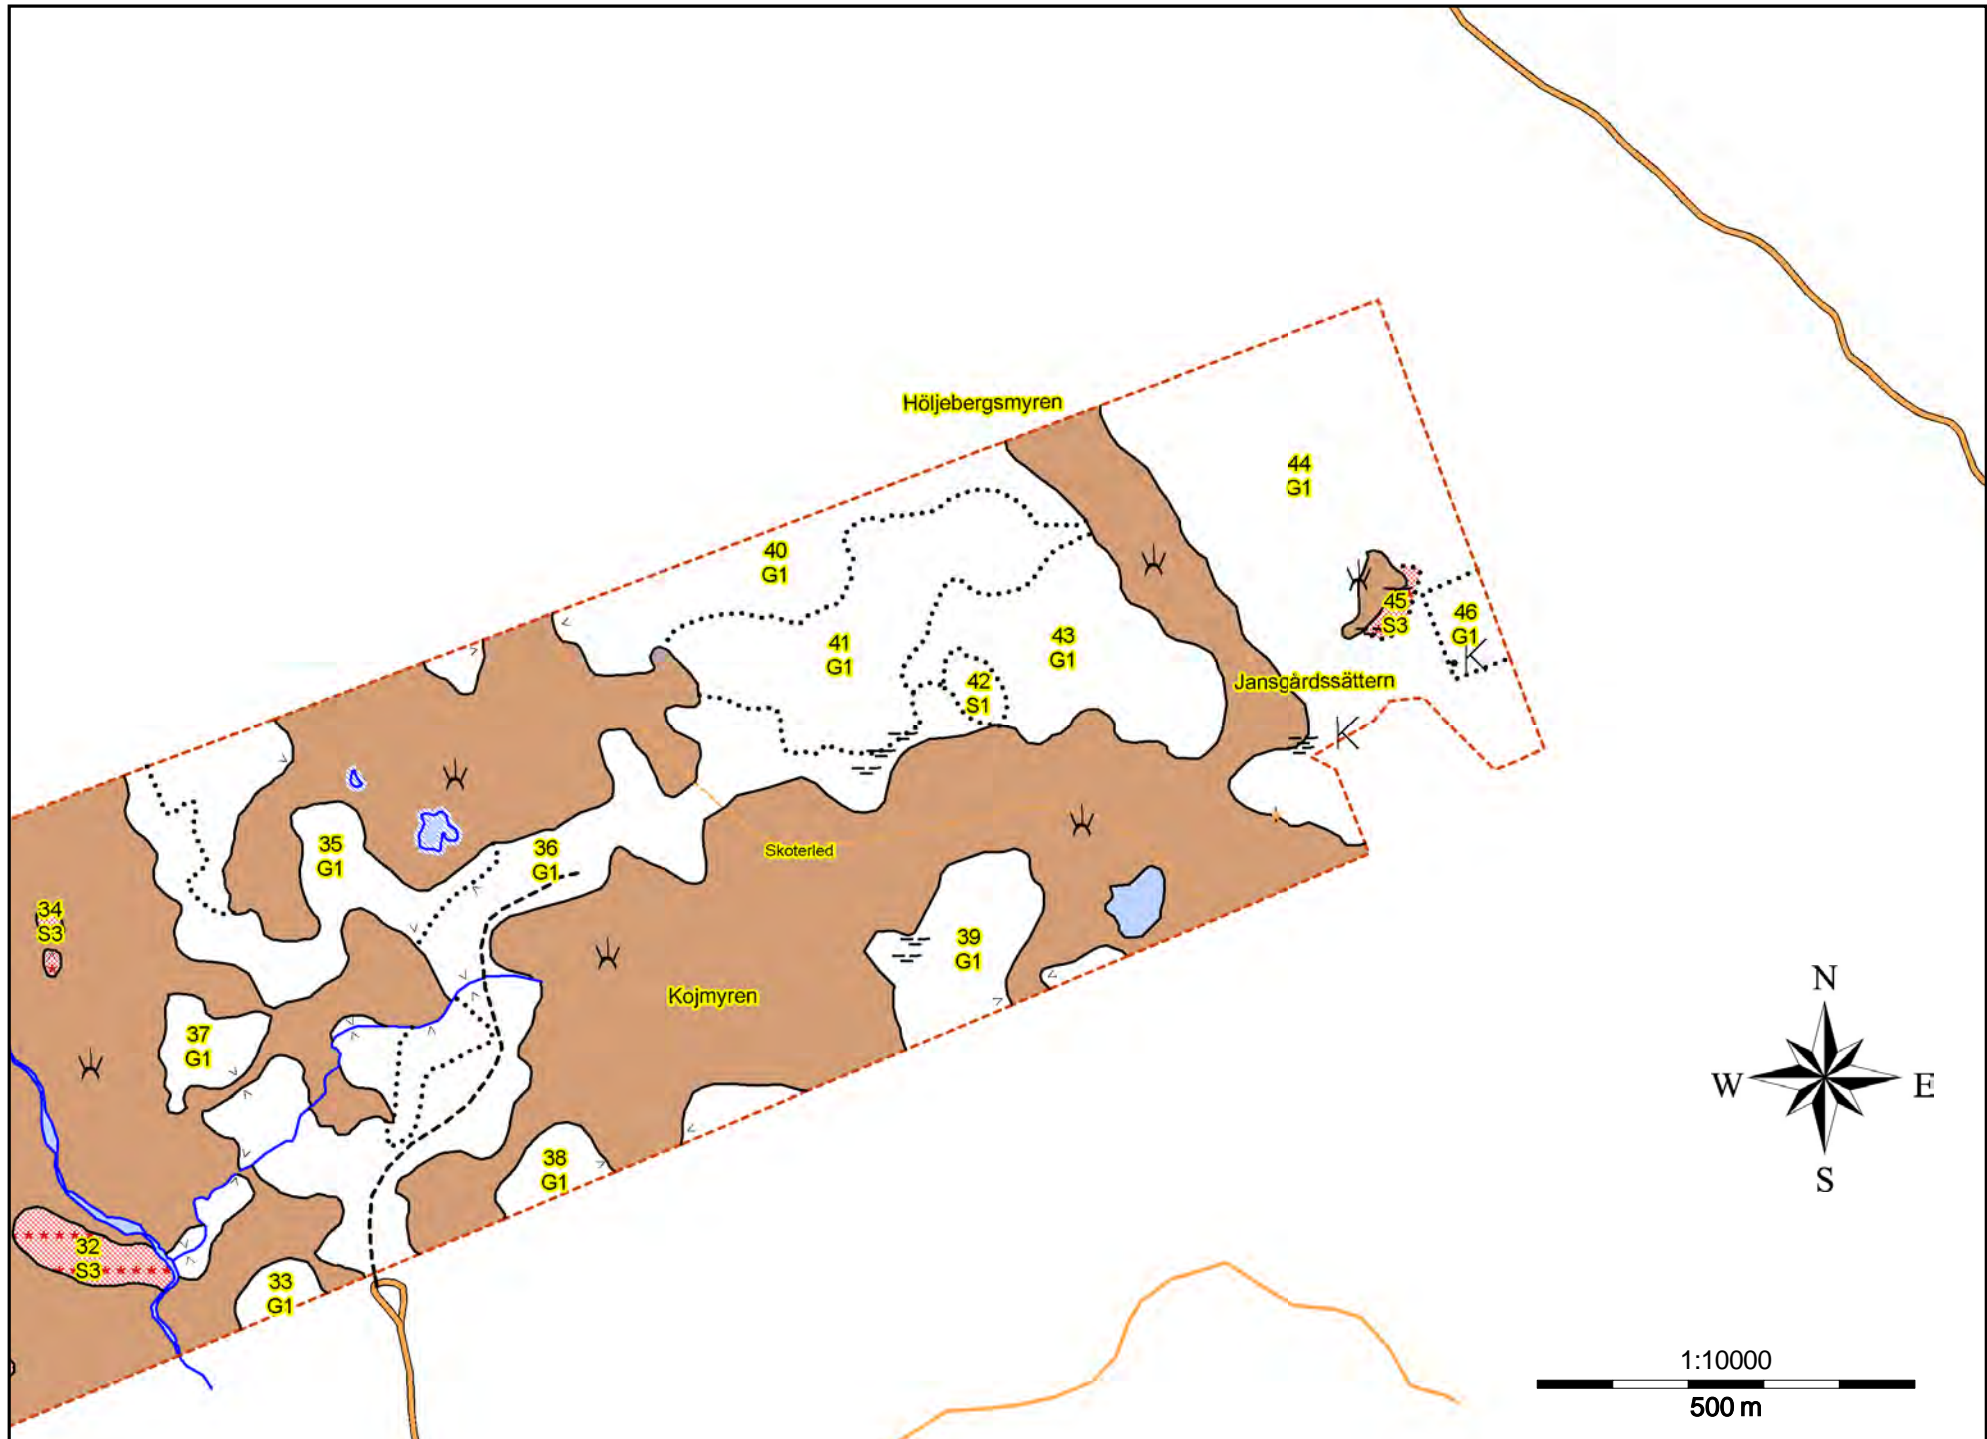 Höljebergsmyren
44
G1
40
G1
45
S3
46
G1
K
41
G1
43
G1
42
S1
Jansgårdssättern
K
35
G1
36
G1
Skoterled
34
S3
39
G1
Kojmyren
37
G1
N
W
E
S
38
G1
32
S3
33
G1
1:10000
500 m